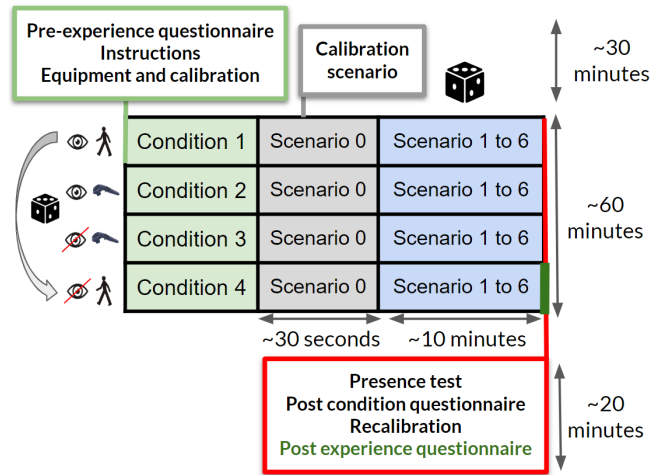 Pre-experience questionnaire
Instructions
Equipment and calibration
Calibration
scenario
~30
minutes
Condition 1 Scenario 0 Scenario 1 to 6
Condition 2 Scenario 0 Scenario 1 to 6
Condition 3 Scenario 0 Scenario 1 to 6
Condition 4 Scenario 0 Scenario 1 to 6
~60
minutes
~30 seconds ~10 minutes
Presence test
Post condition questionnaire
Recalibration
Post experience questionnaire
~20
minutes